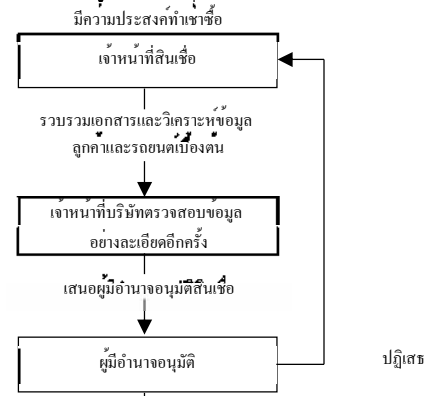 มีความประสงค์ทำเช่าซื้อ
เจ้าหน้าที่สินเชื่อ
รวบรวมเอกสารและวิเคราะห์ข้อมูล
ลูกค้าและรถยนต์เบื้องต้น
เจ้าหน้าที่บริษัทตรวจสอบข้อมูล
อย่างละเอียดอีกครั้ง
เสนอผู้มีอำนาจอนุมัติสินเชื่อ
ผู้มีอำนาจอนุมัติ
ปฏิเสธ